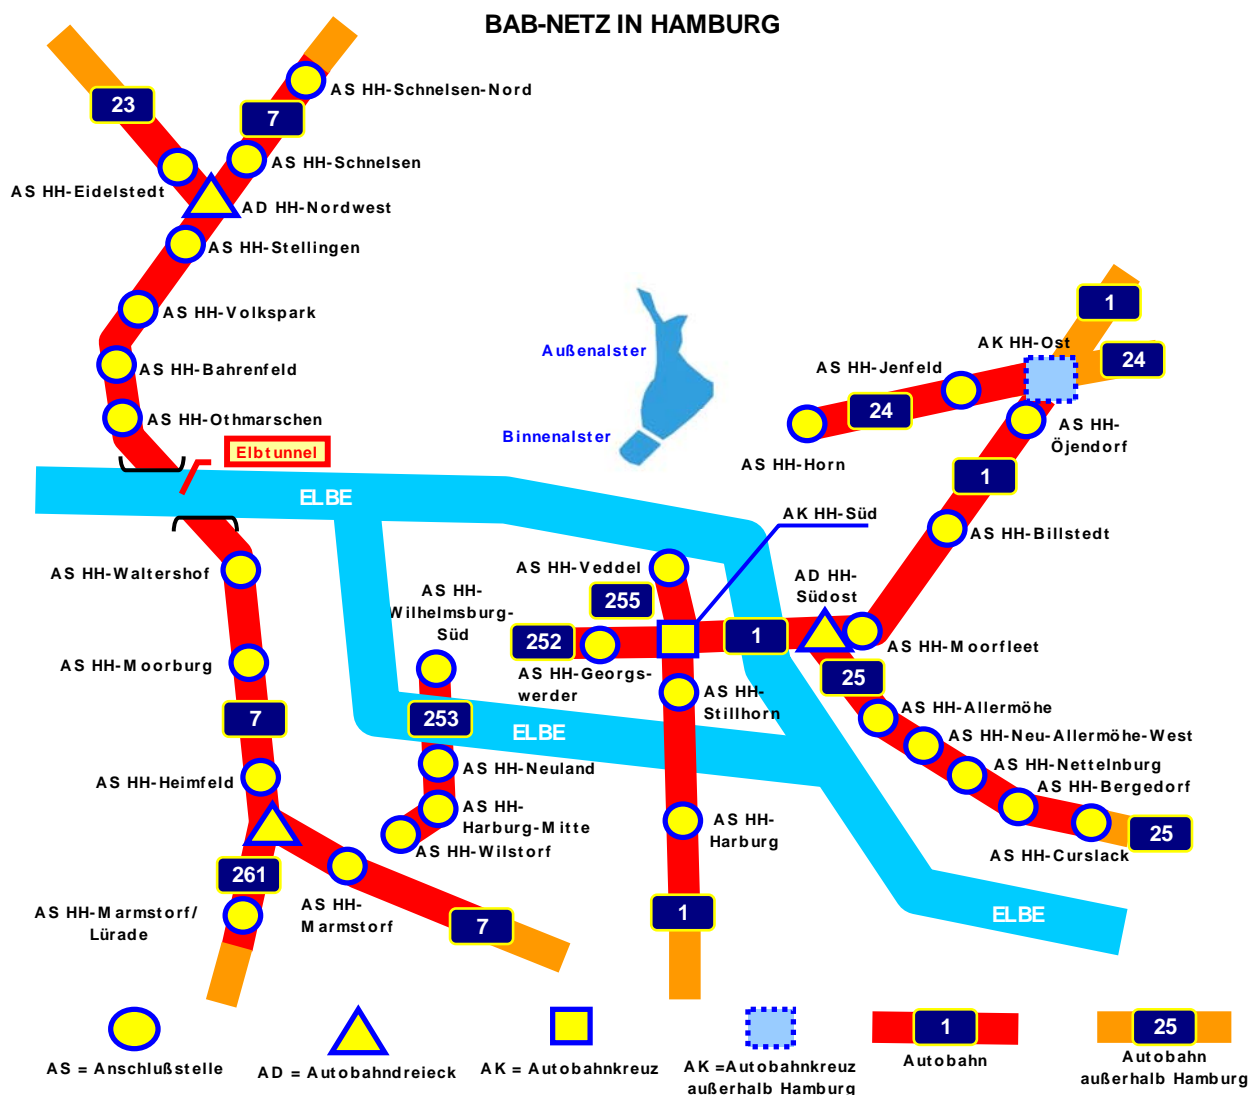 BAB-NETZ IN HAMBURG
23
7
AS HH-Schnelsen-Nord
AS HH-Schnelsen
AS HH-Eidelstedt
AD HH-Nordwest
AS HH-Stellingen
AS HH-Volkspark
AS HH-Bahrenfeld
AS HH-Othmarschen
Elbtunnel
Außenalster
Binnenalster
1
AK HH-Ost
24
AS HH-Jenfeld
24
AS HH-Horn
AS HH-
Öjendorf
1
AS HH-Billstedt
ELBE
AK HH-Süd
AS HH-Waltershof
AS HH-Moorburg
7
AS HH-Heimfeld
261
AS HH-Marmstorf/
Lürade
AS HH-
Marmstorf
7
AS HH-
Wilhelmsburg-
Süd
253
AS HH-Neuland
AS HH-
Harburg-Mitte
AS HH-Wilstorf
ELBE
AS HH-Veddel
255
252
AS HH-Georgs-
werder
1
AD HH-
Südost
AS HH-Moorfleet
AS HH-
Stillhorn
AS HH-
Harburg
1
25
AS HH-Allermöhe
AS HH-Neu-Allermöhe-West
AS HH-Nettelnburg
AS HH-Bergedorf
AS HH-Curslack
25
ELBE
AS = Anschlußstelle
AD = Autobahndreieck
AK = Autobahnkreuz
AK =Autobahnkreuz
außerhalb Hamburg
1
Autobahn
25
Autobahn
außerhalb Hamburg